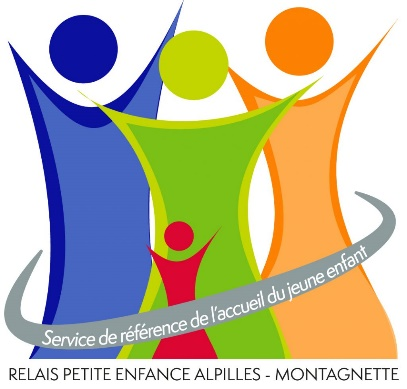 Service de référence de l'accueil du jeune enfant
RELAIS PETITE ENFANCE ALPILLES - MONTAGNETTE